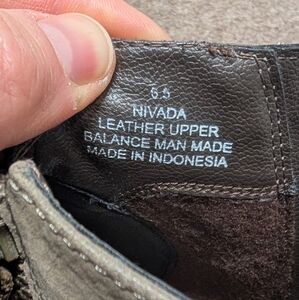 6.5
NIVADA
LEATHER UPPER
BALANCE MAN MADE
MADE IN INDONESIA